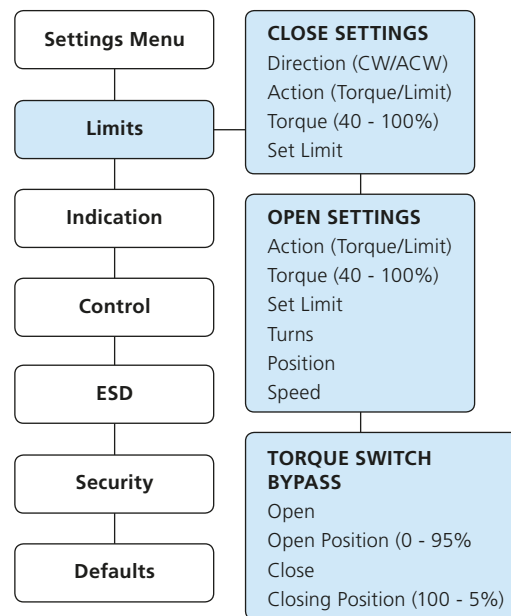 Settings Menu
Limits
Indication
Control
ESD
Security
Defaults
CLOSE SETTINGS
Direction (CW/ACW)
Action (Torque/Limit)
Torque (40 - 100%)
Set Limit
OPEN SETTINGS
Action (Torque/Limit)
Torque (40 - 100%)
Set Limit
Turns
Position
Speed
TORQUE SWITCH
BYPASS
Open
Open Position (0 - 95%
Close
Closing Position (100 - 5%)